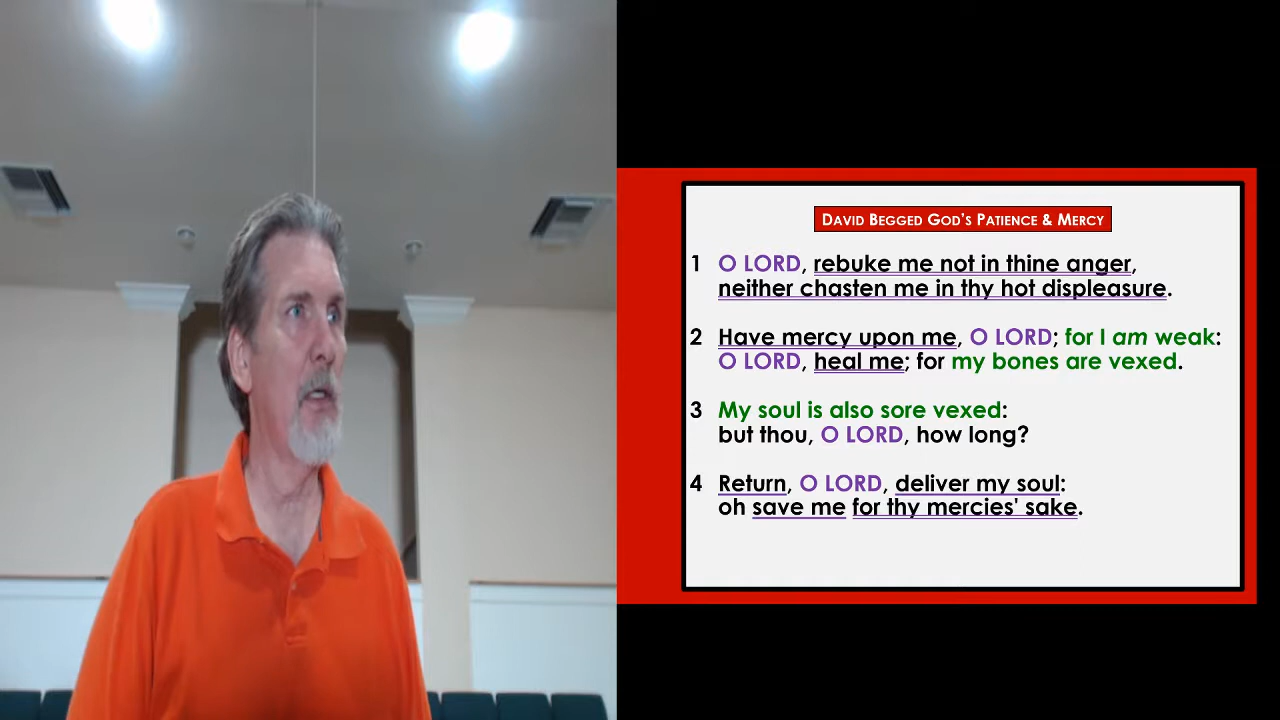 David Begged God's Patience & Mercy
1 O LORD, rebuke me not in thine anger,
neither chasten me in thy hot displeasure.
2 Have mercy upon me, O LORD; for I am weak:
O LORD, heal me; for my bones are vexed.
3 My soul is also sore vexed:
but thou, O LORD, how long?
4 Return, O LORD, deliver my soul:
oh save me for thy mercies' sake.